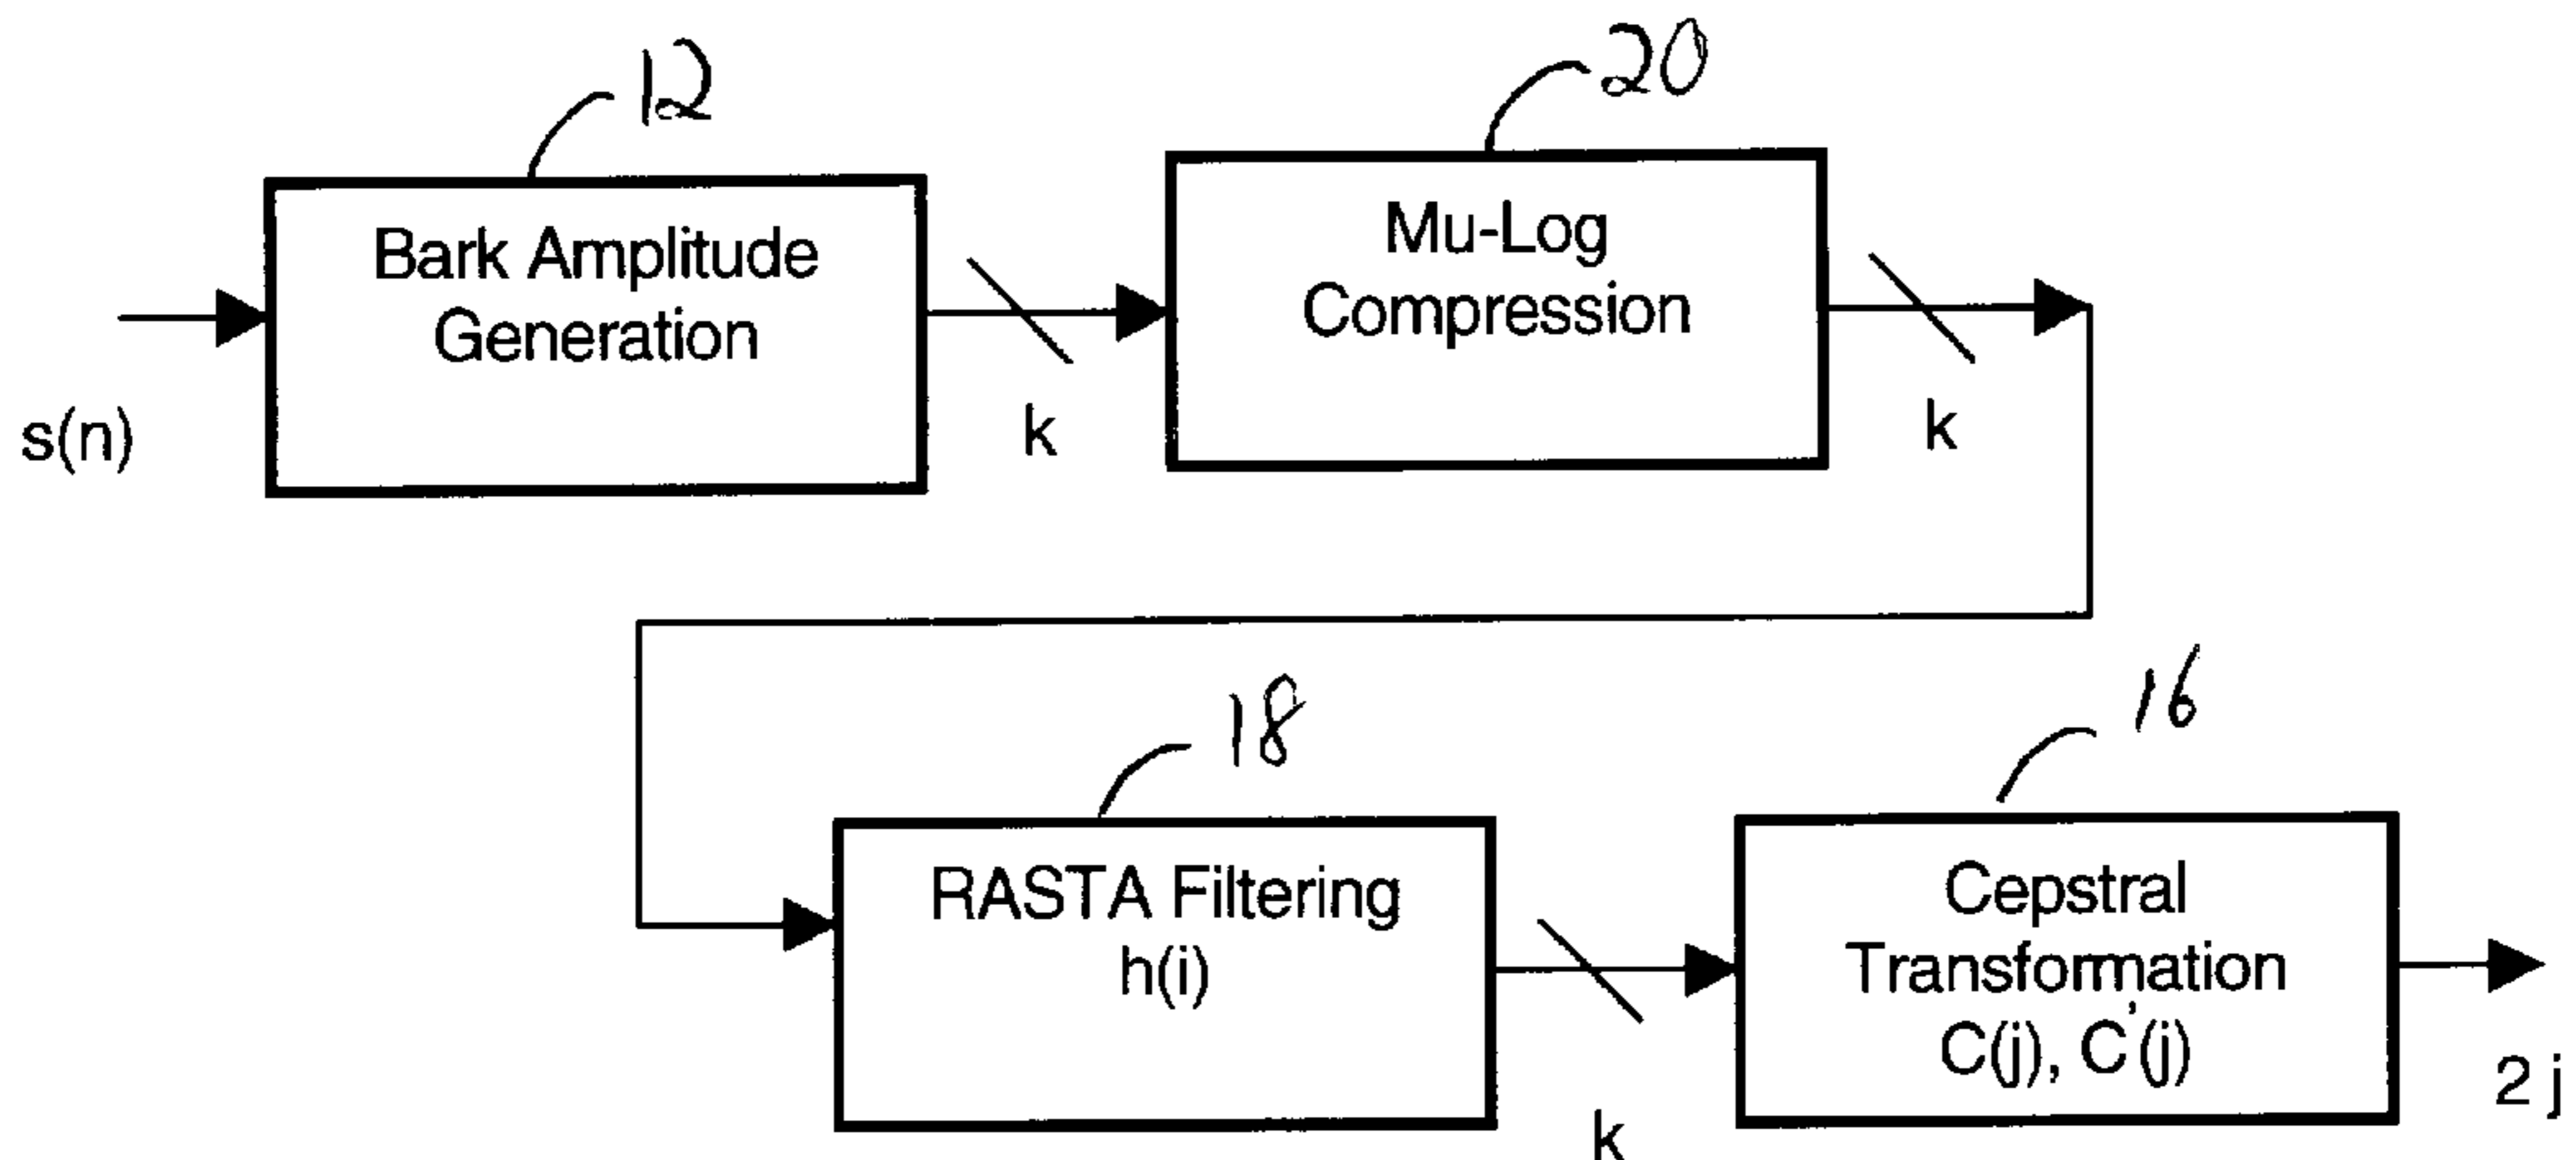 12
20
Bark Amplitude
Generation
Mu-Log
Compression
s(n)
k
k
18
16
RASTA Filtering
h(i)
Cepstral
Transformation
C(j), C'(j)
k
2 j